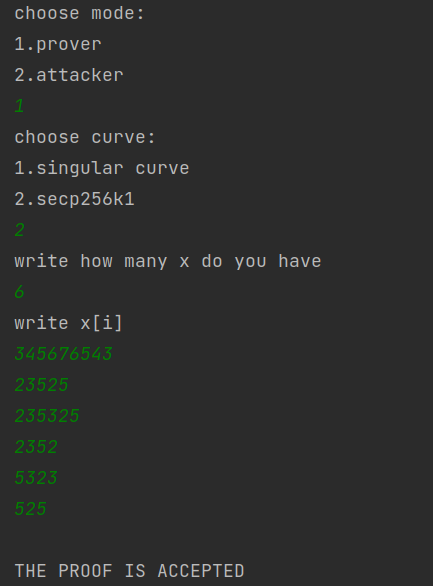 choose mode:
1.prover
2.attacker
1
choose curve:
1.singular curve
2.secp256k1
2
write how many x do you have
6
write x[i]
345676543
23525
235325
2352
5323
525
THE PROOF IS ACCEPTED